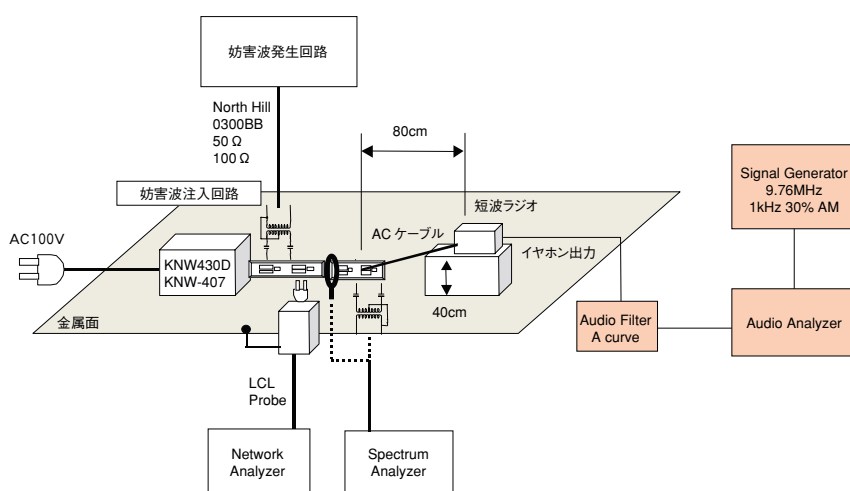 妨害波発生回路
North Hill
0300BB
50 Ω
100 Ω
80cm
Signal Generator
9.76MHz
1kHz 30% AM
妨害波注入回路
短波ラジオ
AC ケーブル
AC100V
KNW430D
KNW-407
イヤホン出力
40cm
金属面
Audio Filter
A curve
Audio Analyzer
LCL
Probe
Network
Analyzer
Spectrum
Analyzer